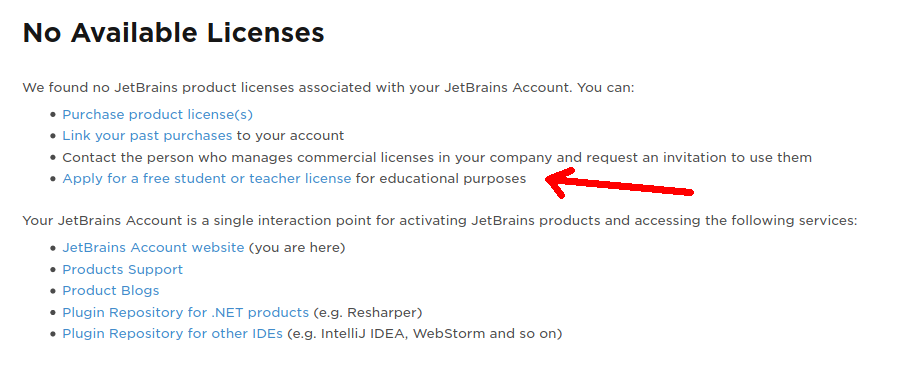 No Available Licenses
We found no JetBrains product licenses associated with your JetBrains Account. You can:
Purchase product license(s)
Link your past purchases to your account
Contact the person who manages commercial licenses in your company and request an invitation to use them
Apply for a free student or teacher license for educational purposes
Your JetBrains Account is a single interaction point for activating JetBrains products and accessing the following services:
JetBrains Account website (you are here)
Products Support
Product Blogs
Plugin Repository for .NET products (e.g. Resharper)
Plugin Repository for other IDEs (e.g. IntelliJ IDEA, WebStorm and so on)